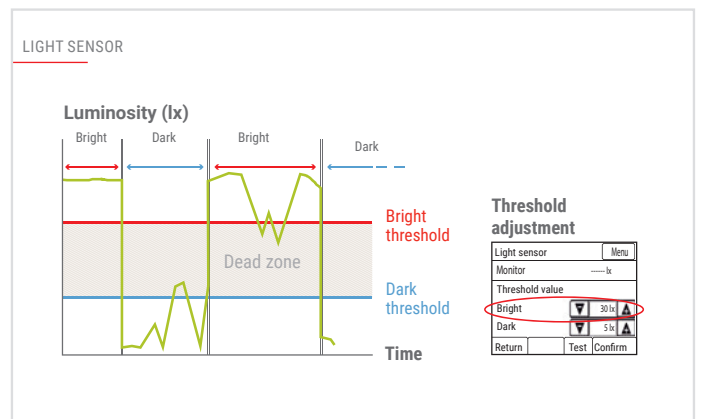 LIGHT SENSOR
Luminosity (lx)
Bright Dark Bright Dark
Bright
threshold
Dead zone
Dark
threshold
Time
Threshold
adjustment
Light sensor Menu
Monitor ------ lx
Threshold value
Bright ▼ 30 lx ▲
Dark ▼ 5 lx ▲
Return Test Confirm